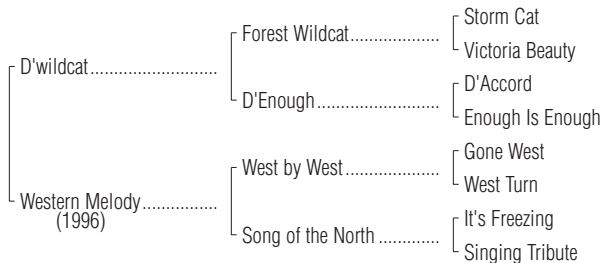 Storm Cat
Forest Wildcat....................
Victoria Beauty
D'wildcat...........................
D'Accord
D'Enough..........................
Enough Is Enough
Gone West
West by West.....................
West Turn
Western Melody................
(1996)
It's Freezing
Song of the North .............
Singing Tribute